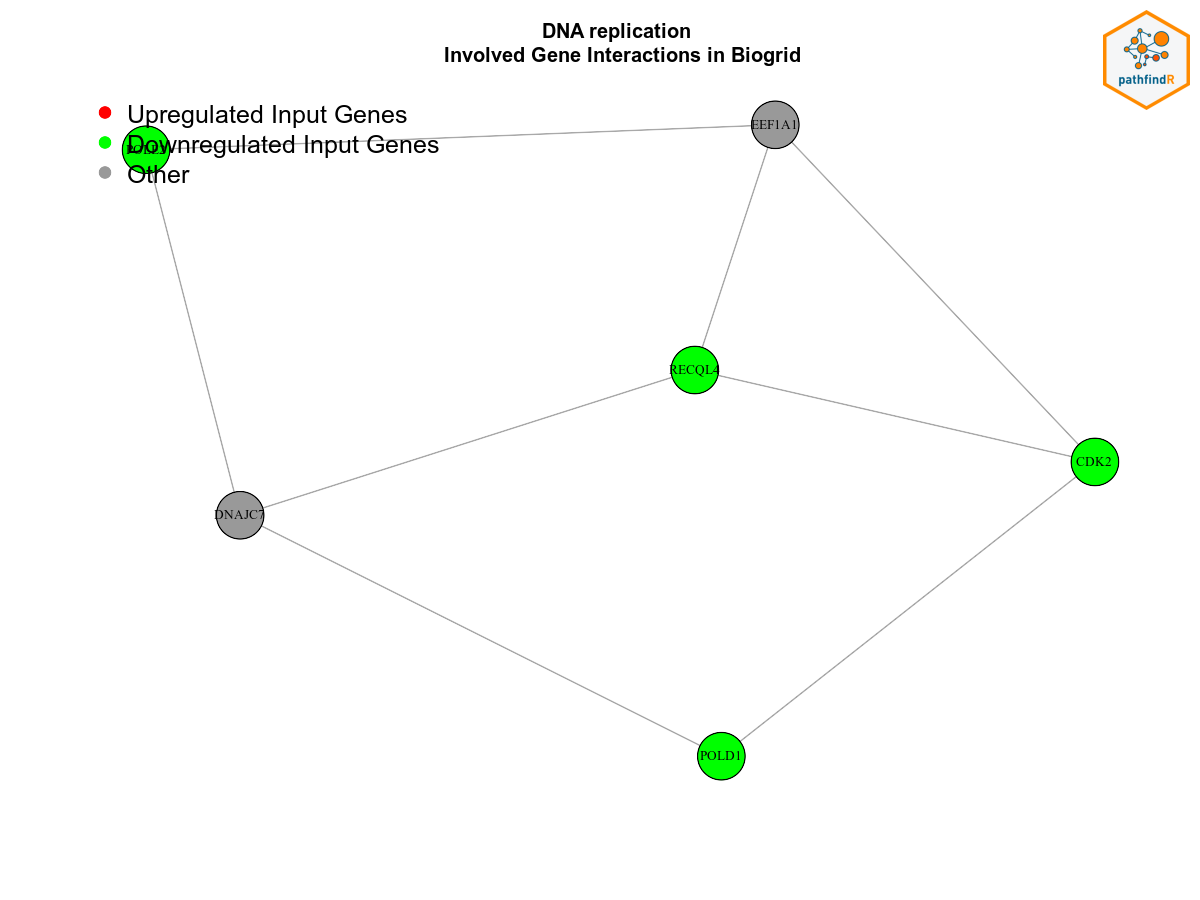 DNA replication
Involved Gene Interactions in Biogrid
pathfindR
Upregulated Input Genes
Downregulated Input Genes
Other
EEF1A1
RECQL4
CDK2
DNAJC7
POLD1